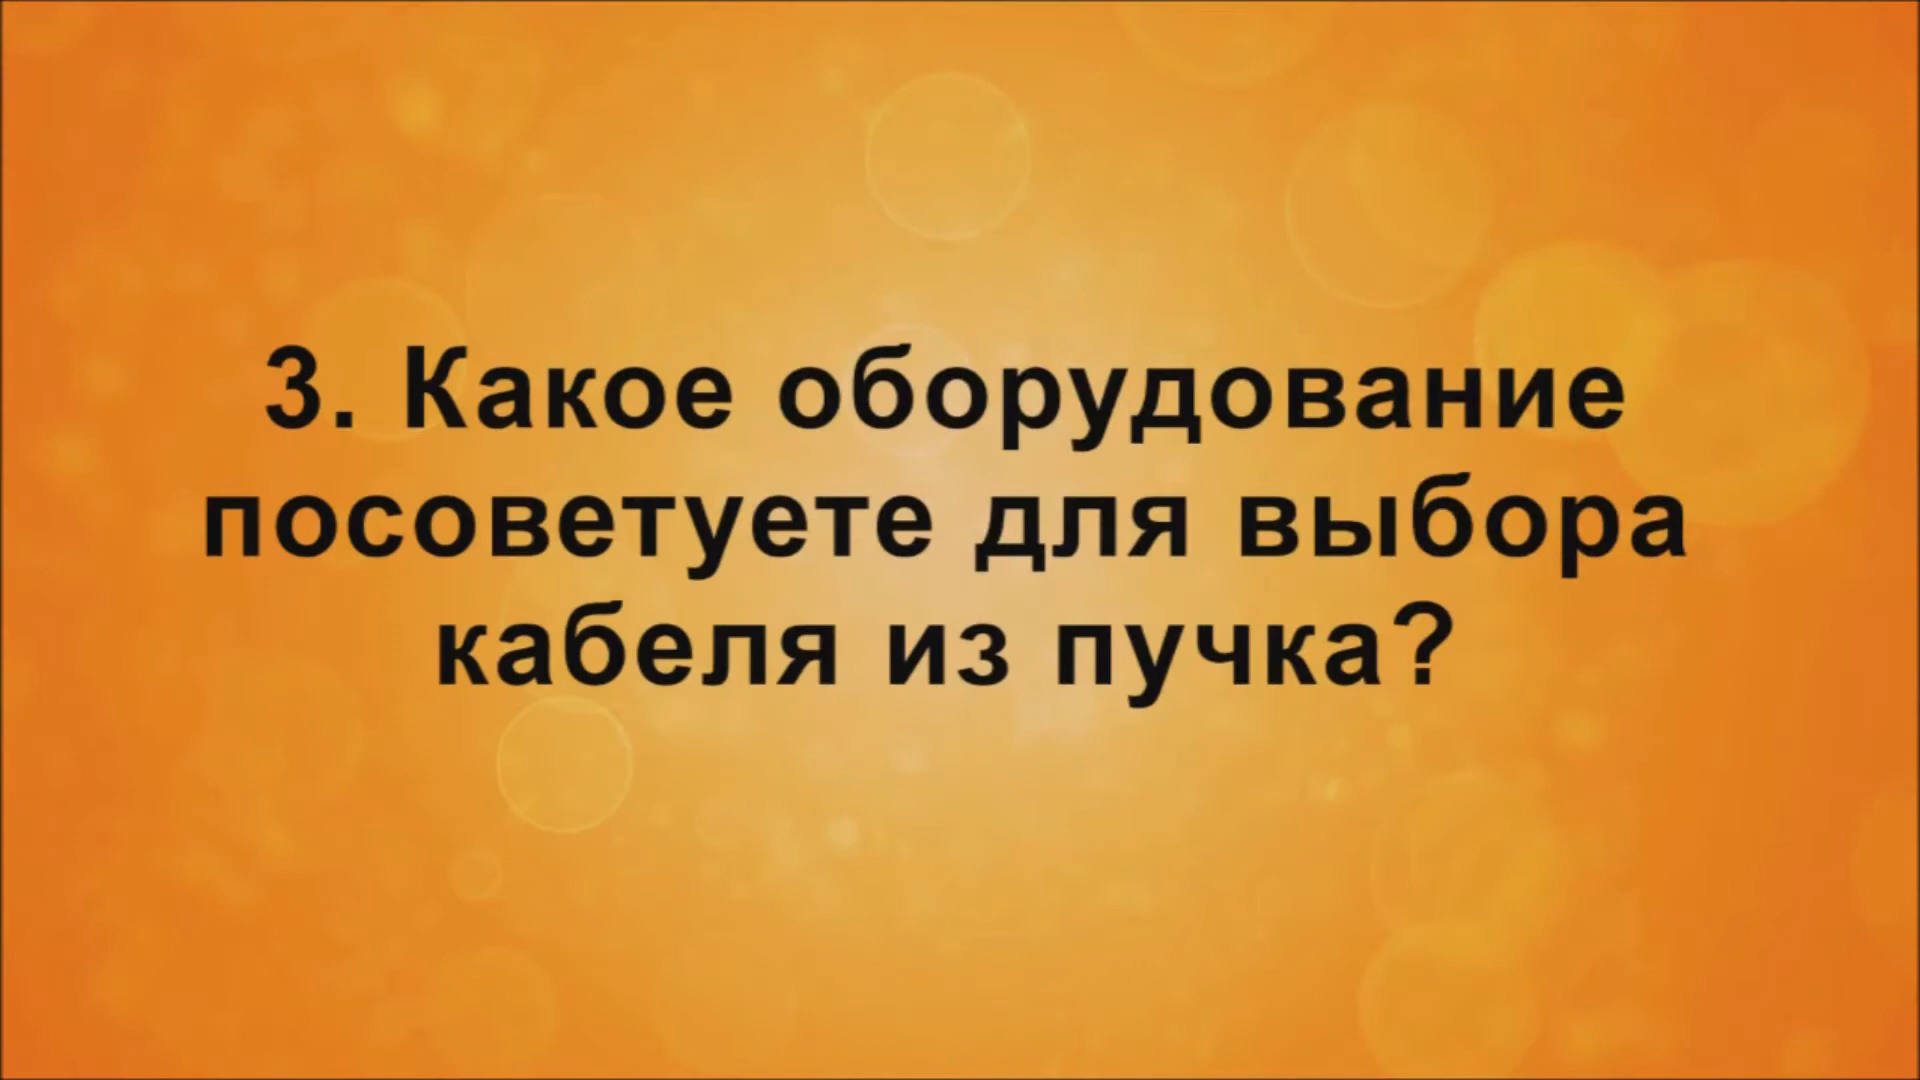 3. Какое оборудование
посоветуете для выбора
кабеля из пучка?